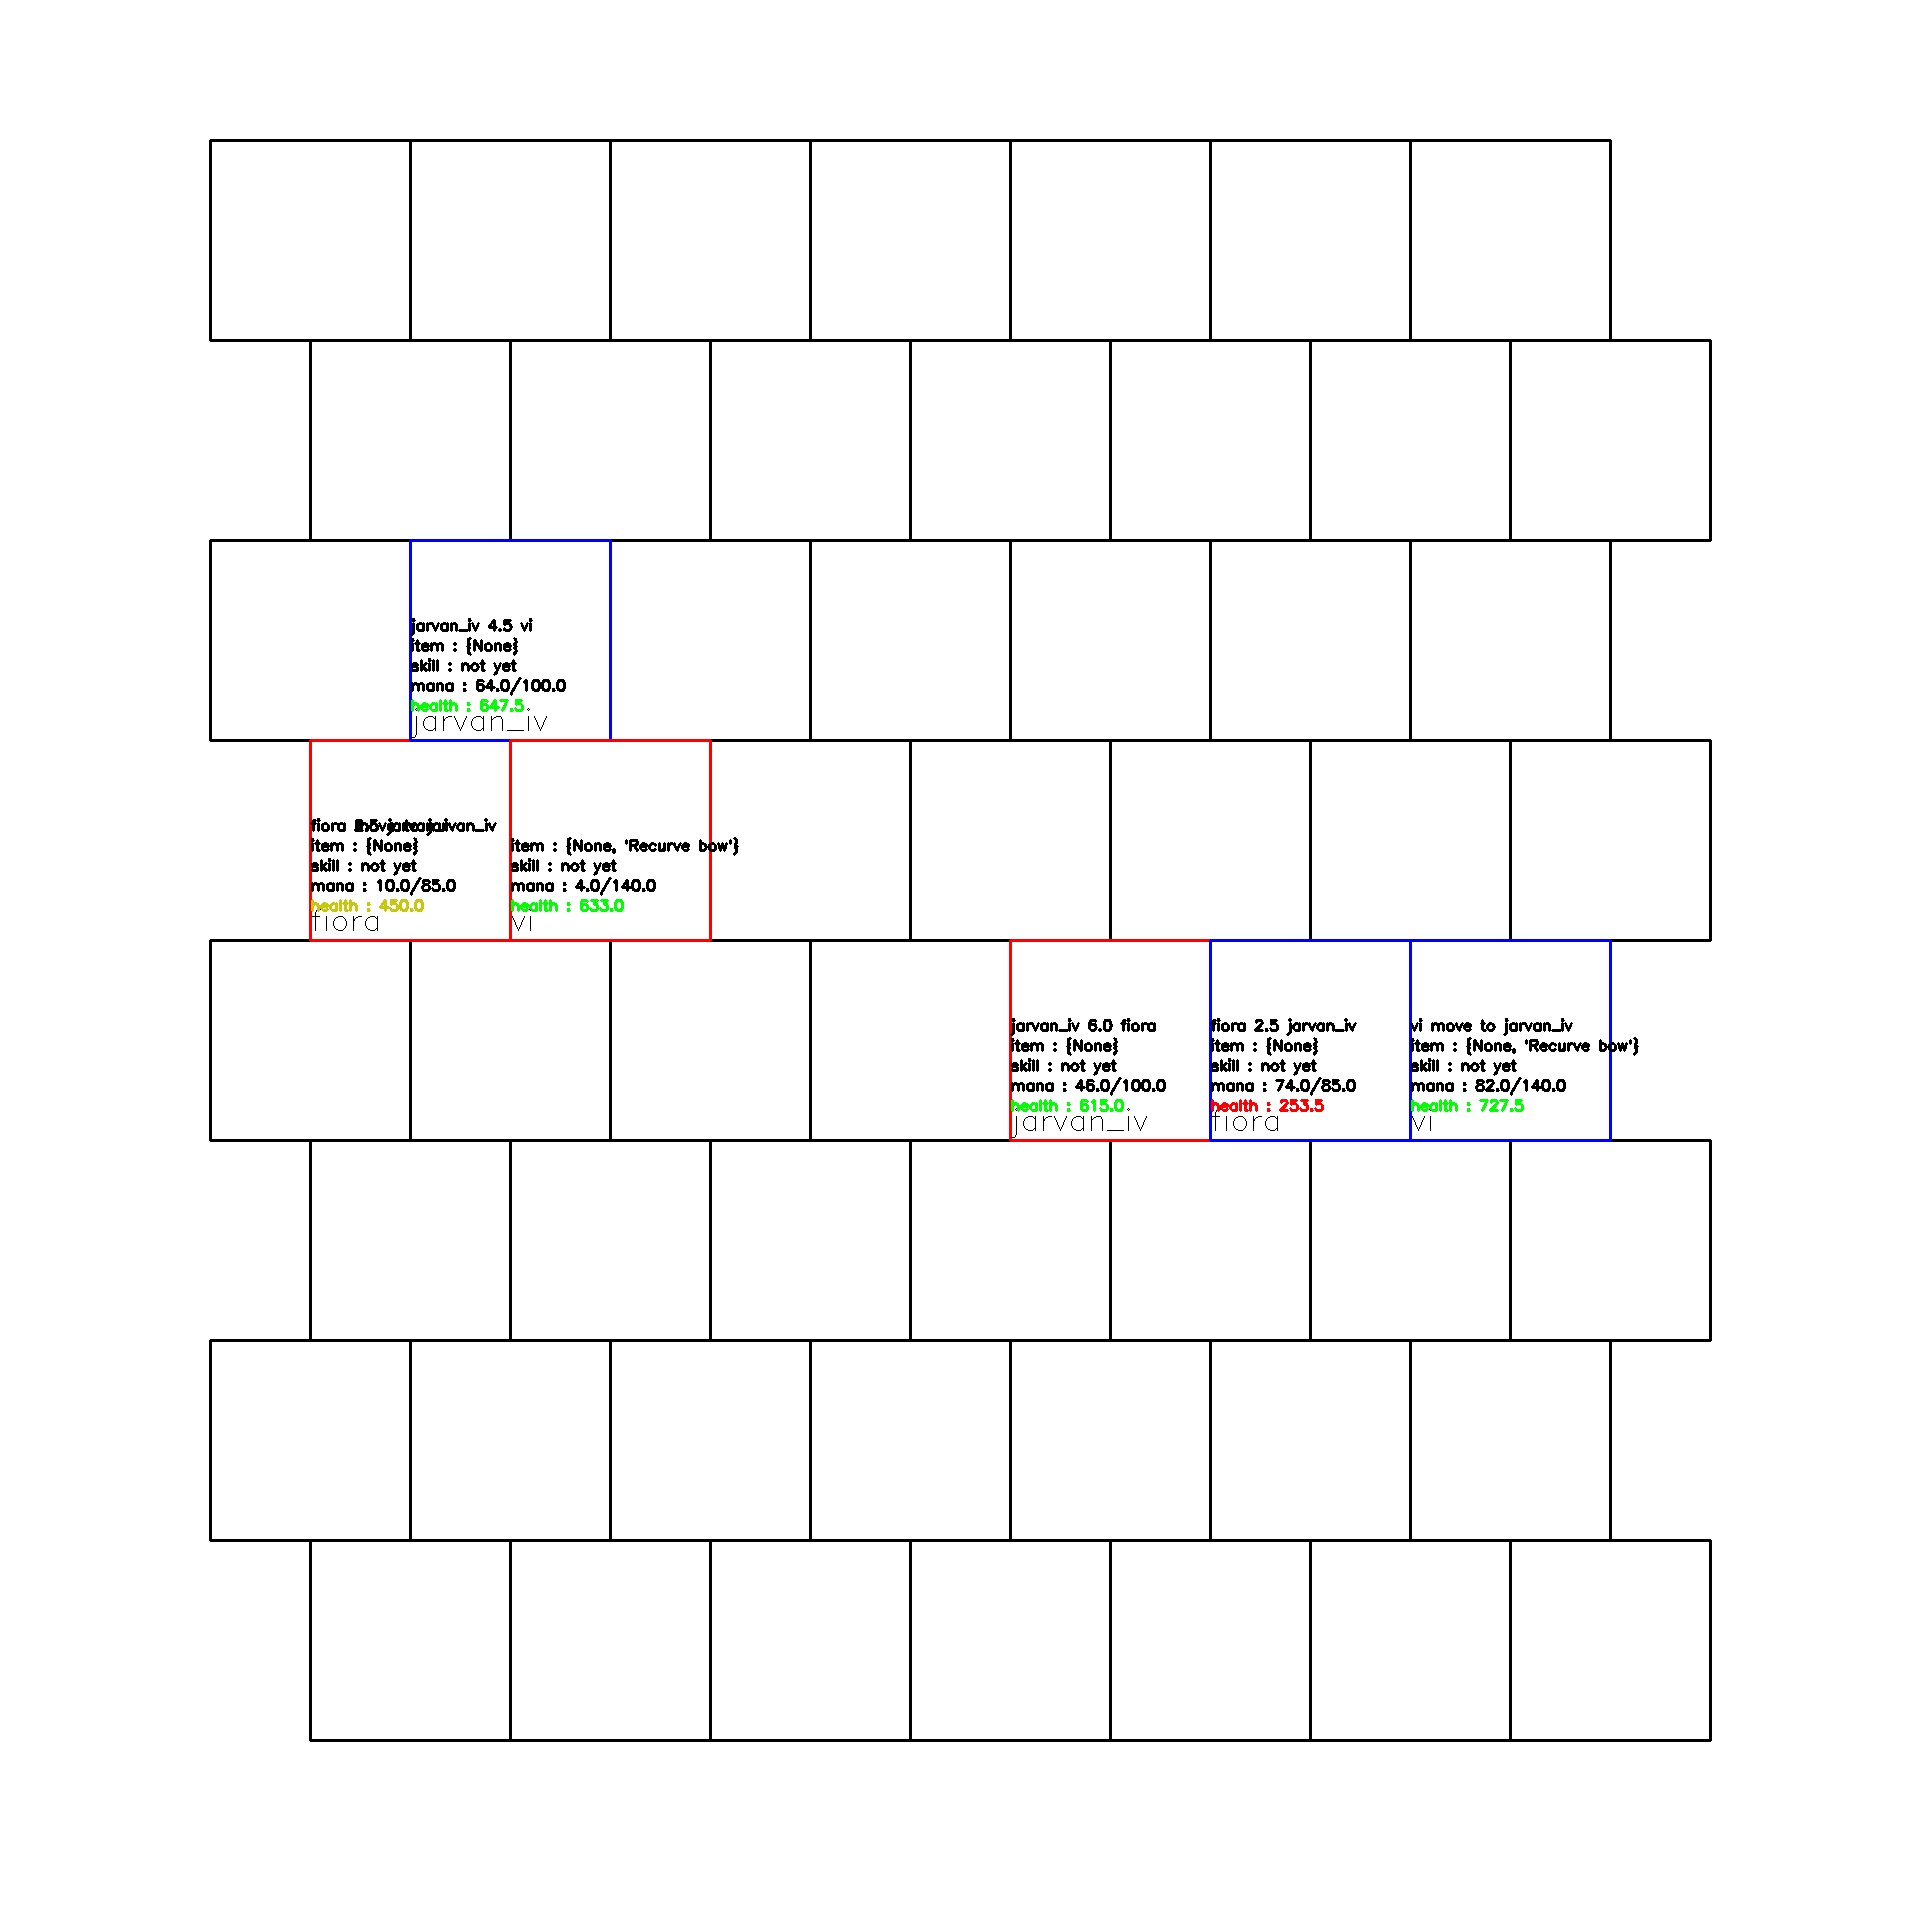 jarvan_iv 4.5 vi
item : {None}
skill : not yet
mana : 64.0/100.0
health : 647.5
jarvan_iv
fiora
item : {None}
skill : not yet
mana : 10.0/85.0
health : 450.0
fiora
item : {None, 'Recurve bow'}
skill : not yet
mana : 4.0/140.0
health : 633.0
vi
jarvan_iv 6.0 fiora
item : {None}
skill : not yet
mana : 46.0/100.0
health : 615.0
jarvan_iv
fiora 2.5 jarvan_iv
item : {None}
skill : not yet
mana : 74.0/85.0
health : 253.5
fiora
vi move to jarvan_iv
item : {None, 'Recurve bow'}
skill : not yet
mana : 82.0/140.0
health : 727.5
vi